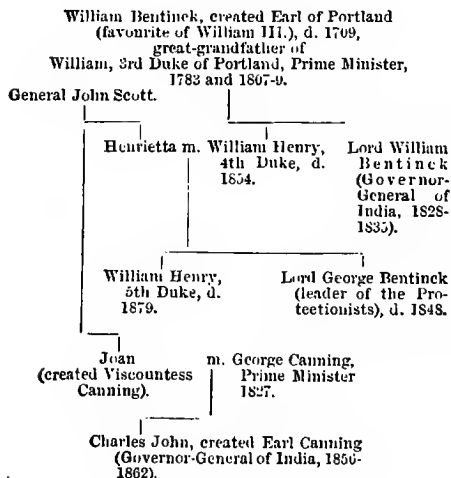 William Bentinck, created Earl of Portland
(favourite of William III.), d. 1709,
great-grandfather of
William, 3rd Duke of Portland, Prime Minister,
1783 and 1807-9.
General John Scott.
Henrietta m. William Henry,
4th Duke, d.
1854.
Lord William
Bentinck
(Governor-
General of
India, 1828-
1835).
William Henry,
5th Duke, d.
1879.
Lord George Bentinck
(leader of the Pro-
tectionists), d. 1848.
Joan
(created Viscountess
Canning).
m. George Canning,
Prime Minister
1827.
Charles John, created Earl Canning
(Governor-General of India, 1856-
1862).